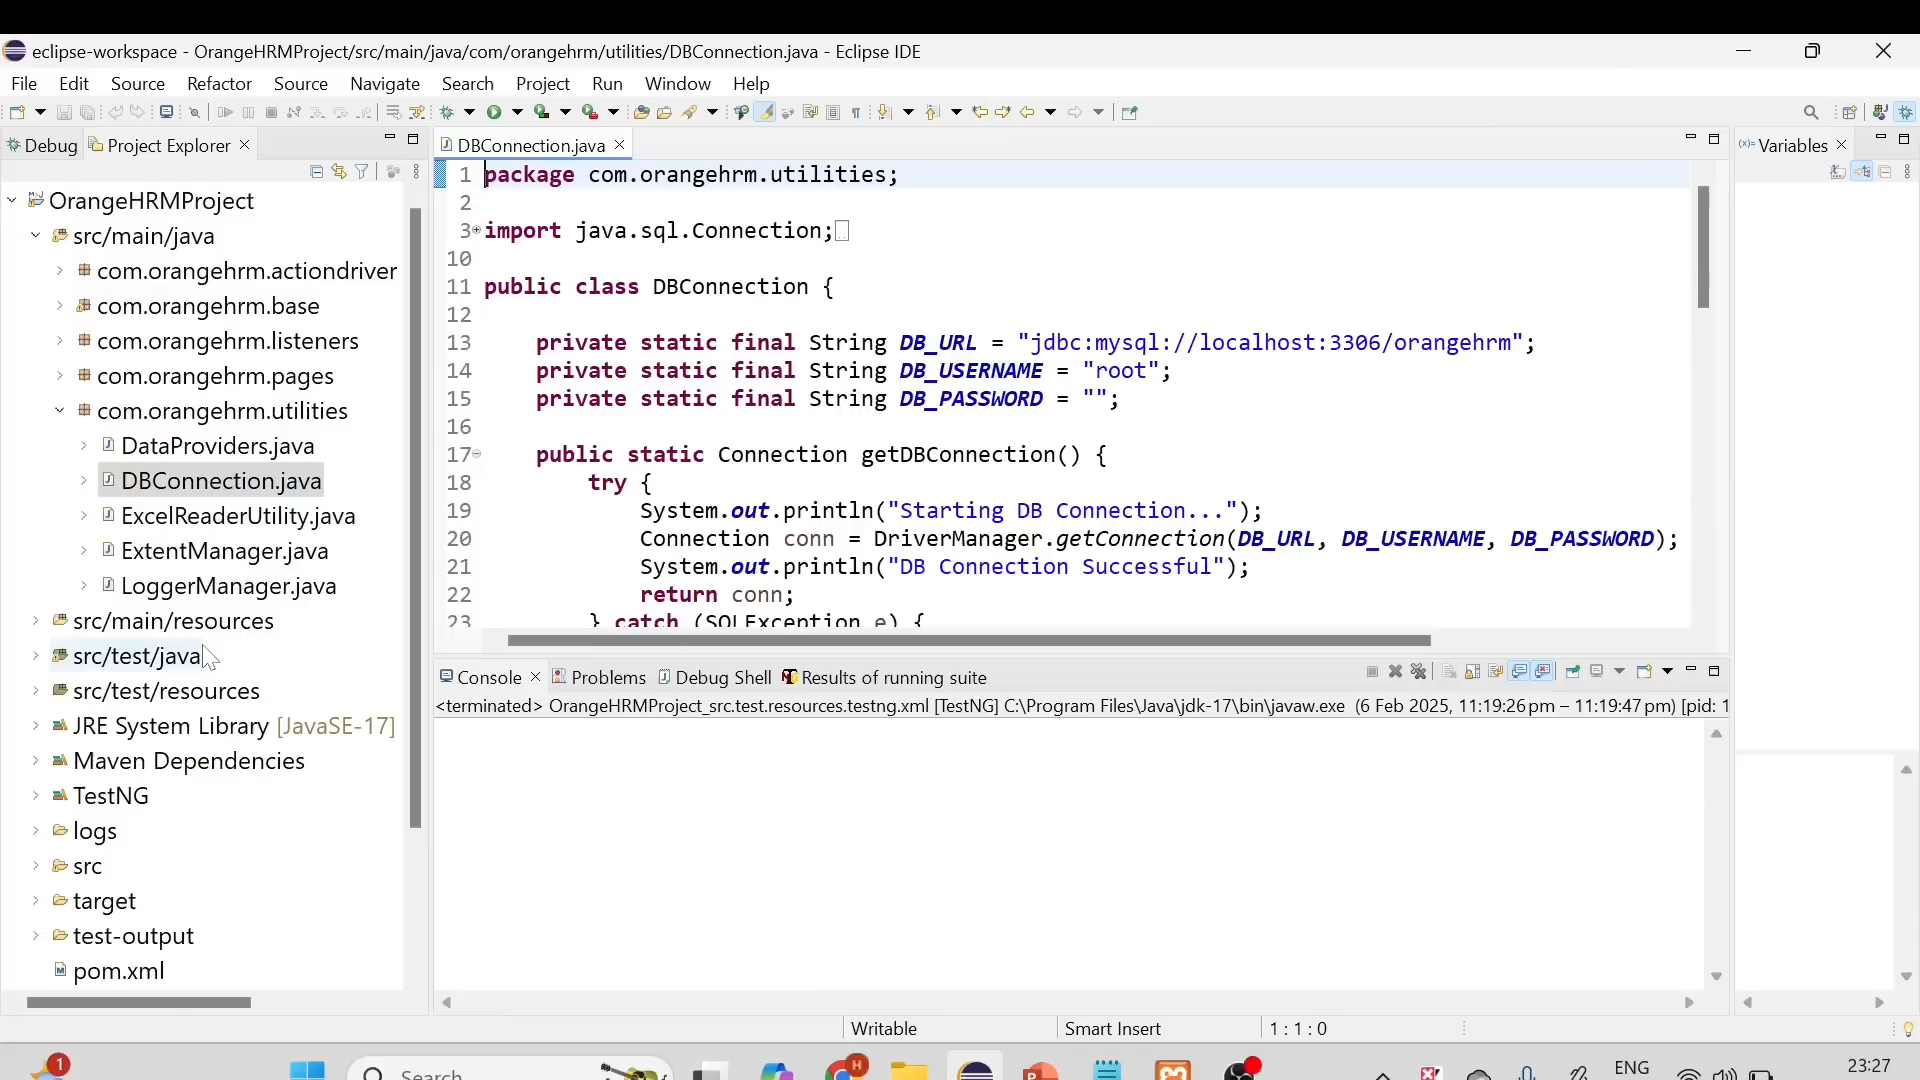 eclipse-workspace - OrangeHRMProject/src/main/java/com/orangehrm/utilities/DBConnection.java - Eclipse IDE
File Edit Source Refactor Source Navigate Search Project Run Window Help
Debug Project Explorer
OrangeHRMProject
src/main/java
com.orangehrm.actiondriver
com.orangehrm.base
com.orangehrm.listeners
com.orangehrm.pages
com.orangehrm.utilities
DataProviders.java
DBConnection.java
ExcelReaderUtility.java
ExtentManager.java
LoggerManager.java
src/main/resources
src/test/java
src/test/resources
JRE System Library [JavaSE-17]
Maven Dependencies
TestNG
logs
src
target
test-output
pom.xml
DBConnection.java
1 package com.orangehrm.utilities;
2
3 import java.sql.Connection;
10
11 public class DBConnection {
12
13 private static final String DB_URL = "jdbc:mysql://localhost:3306/orangehrm";
14 private static final String DB_USERNAME = "root";
15 private static final String DB_PASSWORD = "";
16
17 public static Connection getDBConnection() {
18 try {
19 System.out.println("Starting DB Connection...");
20 Connection conn = DriverManager.getConnection(DB_URL, DB_USERNAME, DB_PASSWORD);
21 System.out.println("DB Connection Successful");
22 return conn;
23 } catch (SQLException e) {
Variables
Console Problems Debug Shell Results of running suite
<terminated> OrangeHRMProject_src.test.resources.testng.xml [TestNG] C:\Program Files\Java\jdk-17\bin\javaw.exe (6 Feb 2025, 11:19:26 pm – 11:19:47 pm) [pid: 1
Writable Smart Insert 1 : 1 : 0
1 Search H ENG 23:27